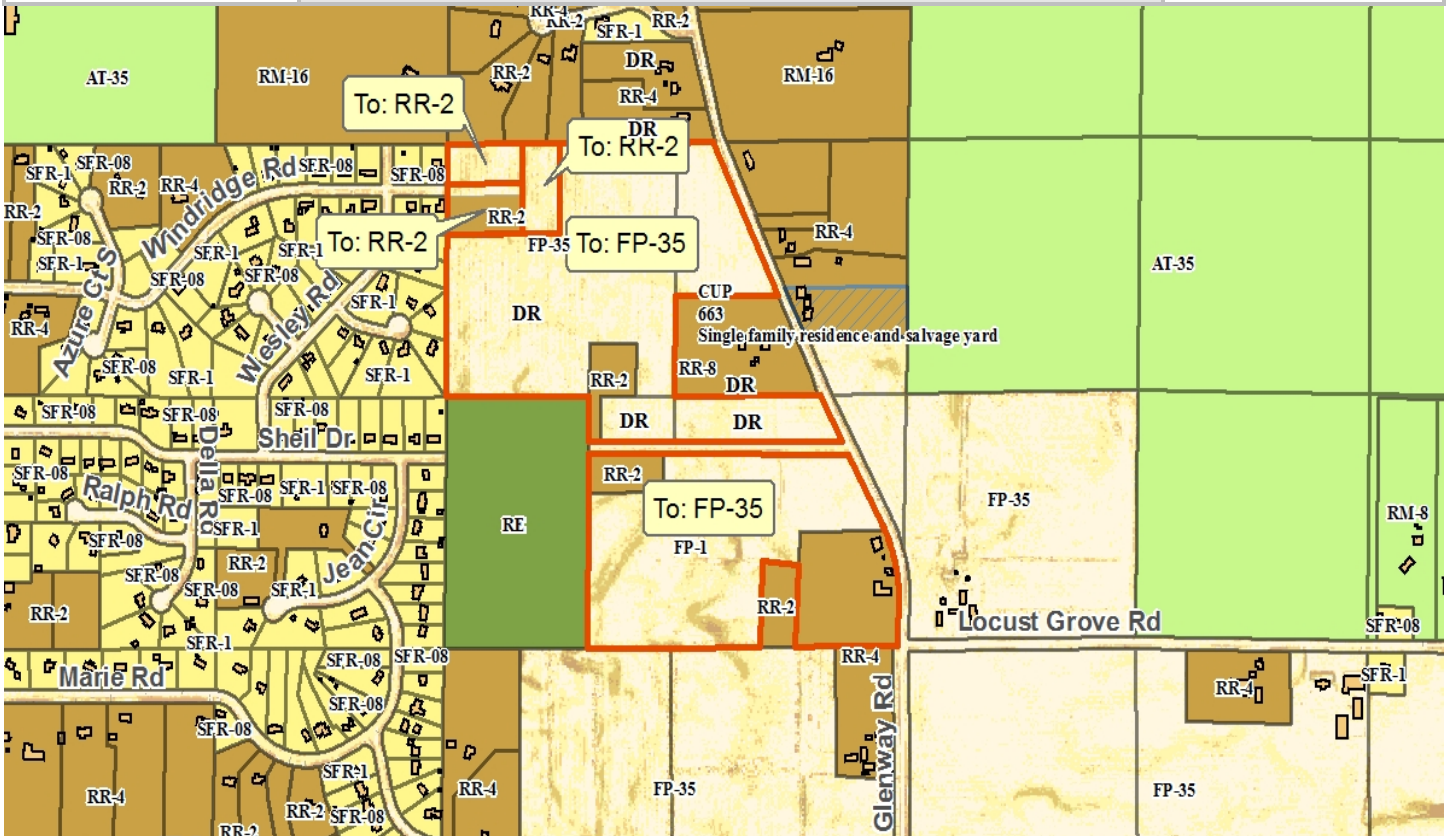 RR-4
RR-2
RR-2
SFR-1
DR
AT-35
RM-16
RR-2
RM-16
To: RR-2
RR-4
DR
To: RR-2
SFR-08
SFR-1
RR-2
RR-4
SFR-08
SFR-08
Windridge Rd
RR-2
RR-2
SFR-08
SFR-1
SFR-1
To: RR-2
FP-35
To: FP-35
RR-4
SFR-1
SFR-08
SFR-08
AT-35
Azure Ct S
Wesley Rd
SFR-1
CUP
663
Single family residence and salvage yard
DR
RR-4
SFR-08
SFR-1
SFR-1
RR-2
RR-8
DR
SFR-08
SFR-08
SFR-08
DR
DR
Sheil Dr
Della Rd
SFR-08
SFR-08
SFR-1
SFR-08
RR-2
Ralph Rd
SFR-1
To: FP-35
FP-35
RM-8
RE
SFR-08
Jean Cir
FP-1
RR-2
SFR-08
SFR-08
SFR-1
RR-2
RR-2
Locust Grove Rd
SFR-08
SFR-1
SFR-08
SFR-08
RR-4
Marie Rd
SFR-1
RR-4
SFR-08
SFR-08
Glenway Rd
SFR-1
RR-4
RR-4
FP-35
FP-35
RR-2
SFR-08
RR-2